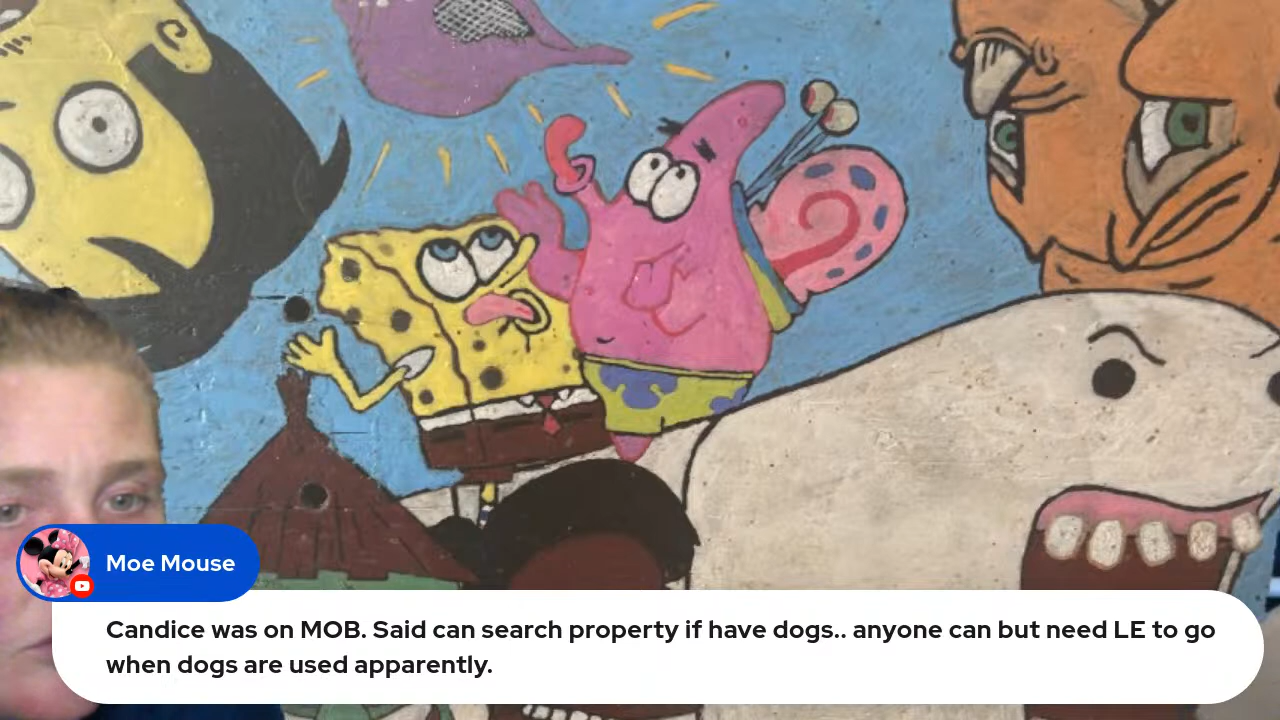 Moe Mouse
Candice was on MOB. Said can search property if have dogs.. anyone can but need LE to go
when dogs are used apparently.